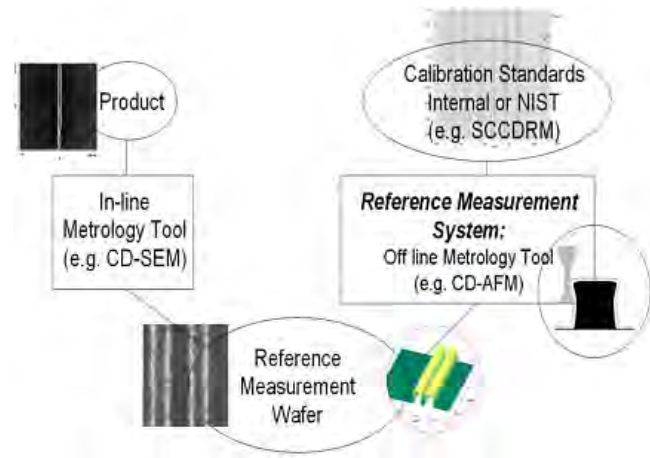 Product
In-line
Metrology Tool
(e.g. CD-SEM)
Calibration Standards
Internal or NIST
(e.g. SCCDRM)
Reference Measurement
System:
Off line Metrology Tool
(e.g. CD-AFM)
Reference
Measurement
Wafer